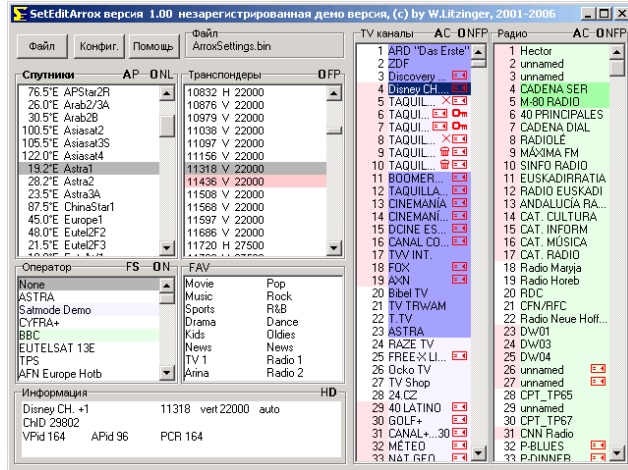 SetEditArrox версия 1.00 незарегистрированная демо версия, (c) by W.Litzinger, 2001-2006
Файл
Конфиг.
Помощь
Файл
ArroxSettings.bin
Спутники AP ONL
76.5°E APStar2R
26.0°E Arab2/3A
30.5°E Arab2B
100.5°E Asiasat2
105.5°E Asiasat3S
122.0°E Asiasat4
19.2°E Astra1
28.2°E Astra2
23.5°E Astra3A
87.5°E ChinaStar1
45.0°E Europe1
48.0°E Eutel2F2
21.5°E Eutel2F3
Транспондеры OFP
10832 H 22000
10876 V 22000
10979 V 22000
11038 V 22000
11097 V 22000
11156 V 22000
11318 V 22000
11436 V 22000
11508 V 22000
11568 V 22000
11597 V 22000
11686 V 22000
11720 H 27500
Оператор FS ON
None
ASTRA
Satmode Demo
CYFRA+
BBC
EUTELSAT 13E
TPS
AFN Europe Hotb
FAV
Movie Pop
Music Rock
Sports R&B
Drama Dance
Kids Oldies
News News
TV 1 Radio 1
Arina Radio 2
Информация HD
Disney CH. +1 11318 vert 22000 auto
ChID 29802
VPid 164 APid 96 PCR 164
TV каналы AC ONFP
1 ARD "Das Erste"
2 ZDF
3 Discovery ...
4 Disney CH....
5 TAQUIL...
6 TAQUI...
7 TAQUI...
8 TAQUIL...
9 TAQUIL...
10 TAQUIL...
11 BOOMER...
12 TAQUILLA...
13 CINEMANÍA
14 CINEMANÍ...
15 DCINE ES...
16 CANAL CO...
17 TVV INT.
18 FOX
19 AXN
20 Bibel TV
21 TV TRWAM
22 T.TV
23 ASTRA
24 RAZE TV
25 FREE-X LI...
26 Ocko TV
27 TV Shop
28 24.CZ
29 40 LATINO
30 GOLF+
31 CANAL+...30
32 MÉTEO
33 NAT GEO
Радио AC ONFP
1 Hector
2 unnamed
3 unnamed
4 CADENA SER
5 M-80 RADIO
6 40 PRINCIPALES
7 CADENA DIAL
8 RADIOLÉ
9 MÁXIMA FM
10 SINFO RADIO
11 EUSKADIRRATIA
12 RADIO EUSKADI
13 ANDALUCÍA RA...
14 CAT. CULTURA
15 CAT. INFORM
16 CAT. MÚSICA
17 CAT. RADIO
18 Radio Maryja
19 Radio Horeb
20 RDC
21 CFN/RFC
22 Radio Neue Hoff...
23 DW01
24 DW03
25 DW04
26 unnamed
27 unnamed
28 CPT_TP65
29 unnamed
30 CPT_TP67
31 CNN Radio
32 P-BLUES
33 P-DINNER